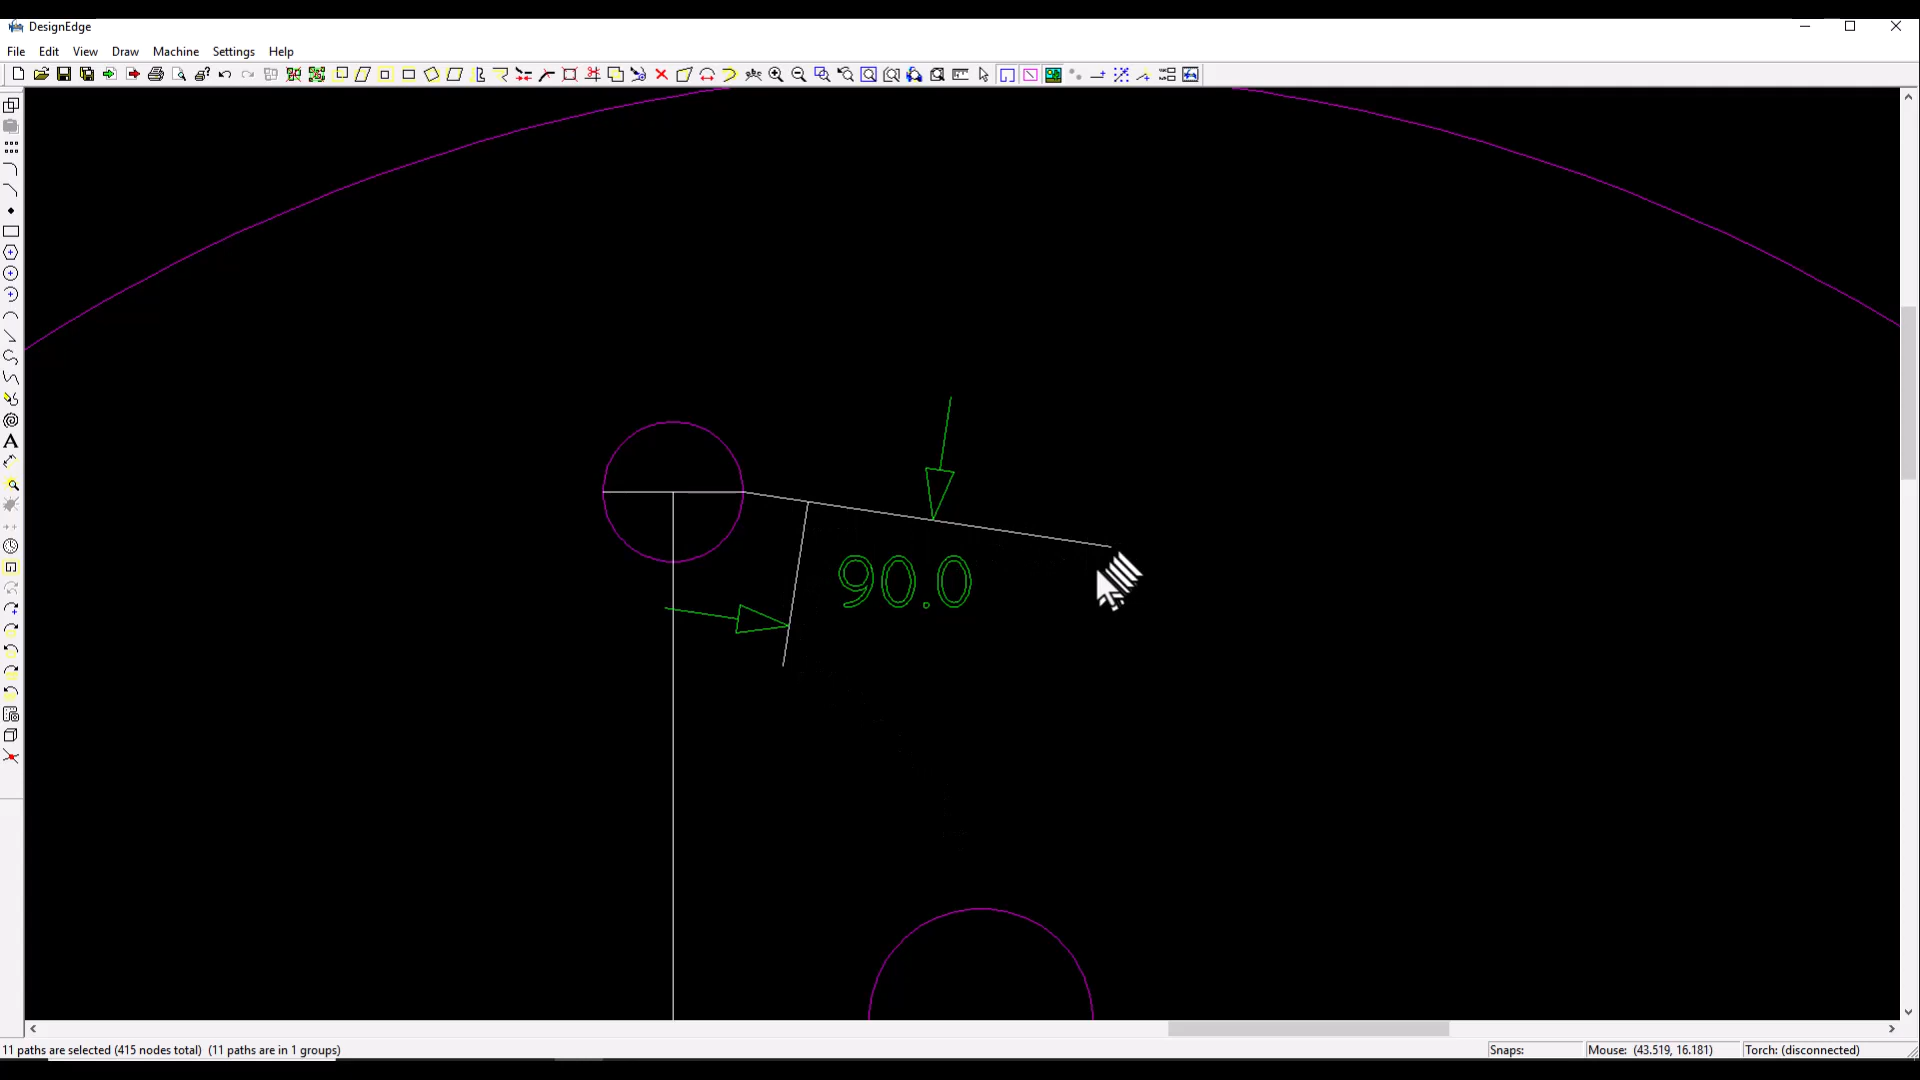 DesignEdge
File Edit View Draw Machine Settings Help
90.0
11 paths are selected (415 nodes total) (11 paths are in 1 groups) Snaps: Mouse: (43.519, 16.181) Torch: (disconnected)